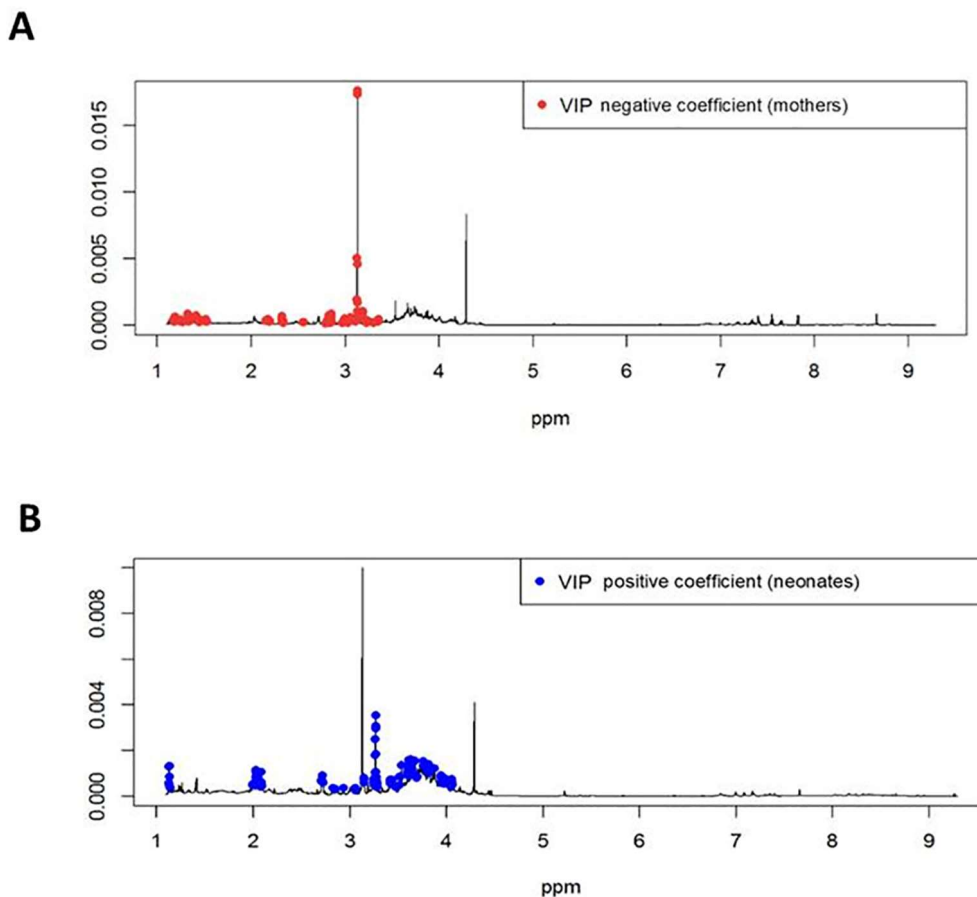 A
VIP negative coefficient (mothers)
0.015
0.010
0.005
0.000
1 2 3 4 5 6 7 8 9
ppm
B
VIP positive coefficient (neonates)
0.008
0.004
0.000
1 2 3 4 5 6 7 8 9
ppm